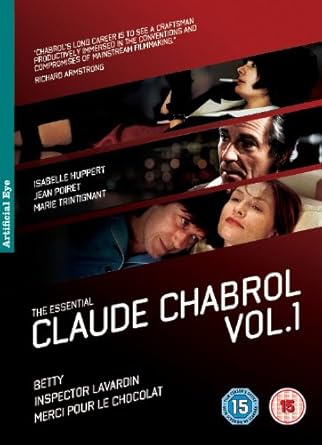 "CHABROL'S LONG CAREER IS TO SEE A CRAFTSMAN
PRODUCTIVELY IMMERSED IN THE CONVENTIONS AND
COMPROMISES OF MAINSTREAM FILMMAKING."
RICHARD ARMSTRONG
Artificial Eye
ISABELLE HUPPERT
JEAN POIRET
MARIE TRINTIGNANT
THE ESSENTIAL
CLAUDE CHABROL
VOL.1
BETTY
INSPECTOR LAVARDIN
MERCI POUR LE CHOCOLAT
15
15